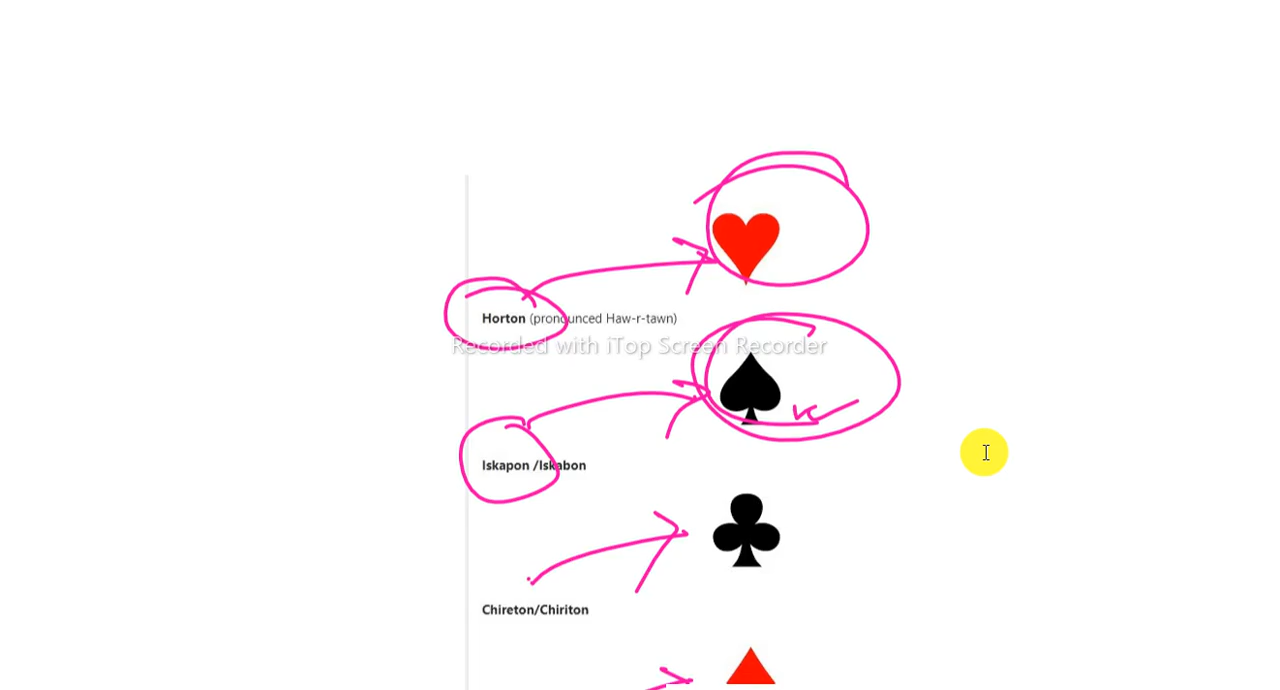 Horton (pronounced Haw-r-tawn)
Recorded with iTop Screen Recorder
Iskapon /Iskabon
Chireton/Chiriton